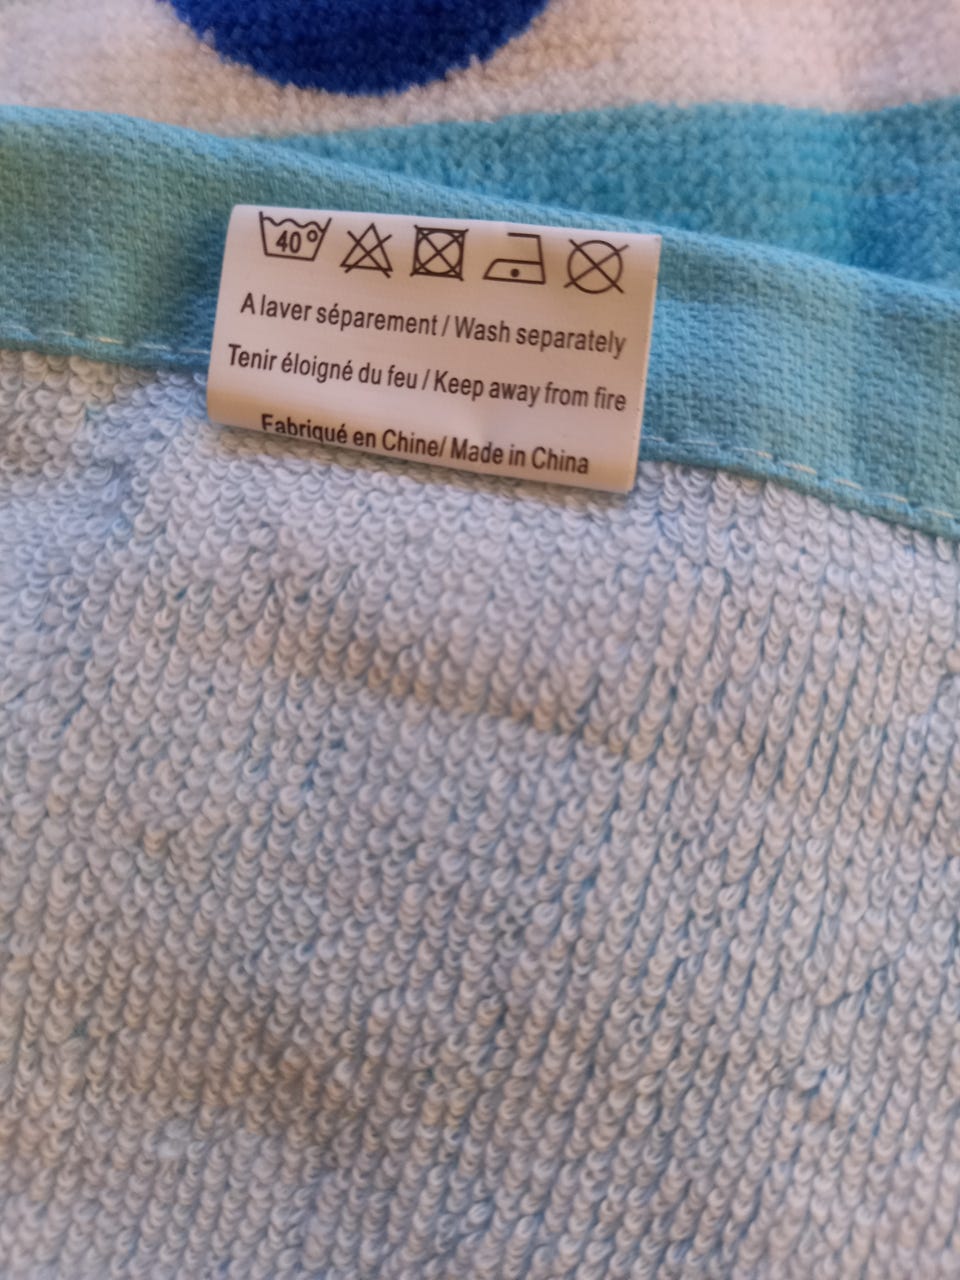 40°
A laver séparement / Wash separately
Tenir éloigné du feu / Keep away from fire
Fabriqué en Chine/ Made in China